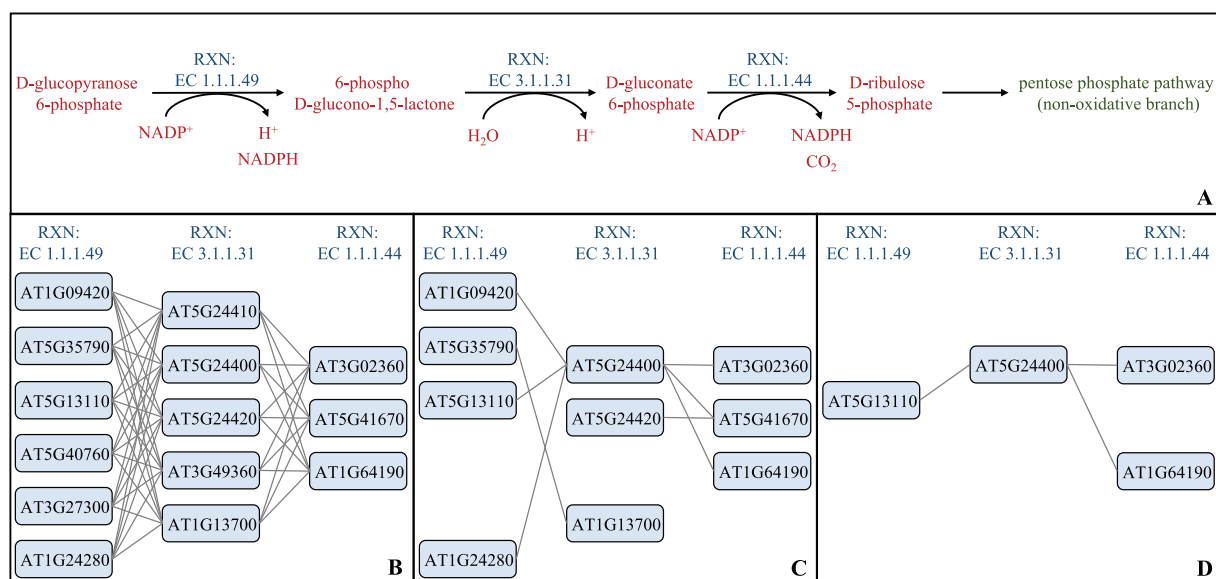 RXN:
EC 1.1.1.49
RXN:
EC 3.1.1.31
RXN:
EC 1.1.1.44
D-glucopyranose
6-phosphate
6-phospho
D-glucono-1,5-lactone
D-gluconate
6-phosphate
D-ribulose
5-phosphate
pentose phosphate pathway
(non-oxidative branch)
NADP⁺
H⁺
NADPH
H₂O
H⁺
NADP⁺
NADPH
CO₂
A
RXN:
EC 1.1.1.49
RXN:
EC 3.1.1.31
RXN:
EC 1.1.1.44
AT1G09420
AT5G35790
AT5G13110
AT5G40760
AT3G27300
AT1G24280
AT5G24410
AT5G24400
AT5G24420
AT3G49360
AT1G13700
AT3G02360
AT5G41670
AT1G64190
B
RXN:
EC 1.1.1.49
RXN:
EC 3.1.1.31
RXN:
EC 1.1.1.44
AT1G09420
AT5G35790
AT5G13110
AT1G24280
AT5G24400
AT5G24420
AT1G13700
AT3G02360
AT5G41670
AT1G64190
C
RXN:
EC 1.1.1.49
RXN:
EC 3.1.1.31
RXN:
EC 1.1.1.44
AT5G13110
AT5G24400
AT3G02360
AT1G64190
D